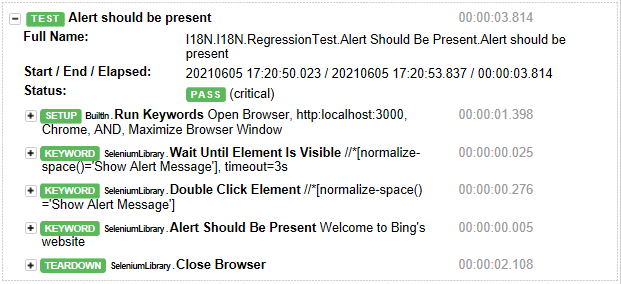 TEST Alert should be present 00:00:03.814
Full Name: I18N.I18N.RegressionTest.Alert Should Be Present.Alert should be
present
Start / End / Elapsed: 20210605 17:20:50.023 / 20210605 17:20:53.837 / 00:00:03.814
Status: PASS (critical)
SETUP BuiltIn.Run Keywords Open Browser, http:localhost:3000, 00:00:01.398
Chrome, AND, Maximize Browser Window
KEYWORD SeleniumLibrary.Wait Until Element Is Visible //*[normalize- 00:00:00.025
space()='Show Alert Message'], timeout=3s
KEYWORD SeleniumLibrary.Double Click Element //*[normalize-space() 00:00:00.276
='Show Alert Message']
KEYWORD SeleniumLibrary.Alert Should Be Present Welcome to Bing's 00:00:00.005
website
TEARDOWN SeleniumLibrary.Close Browser 00:00:02.108